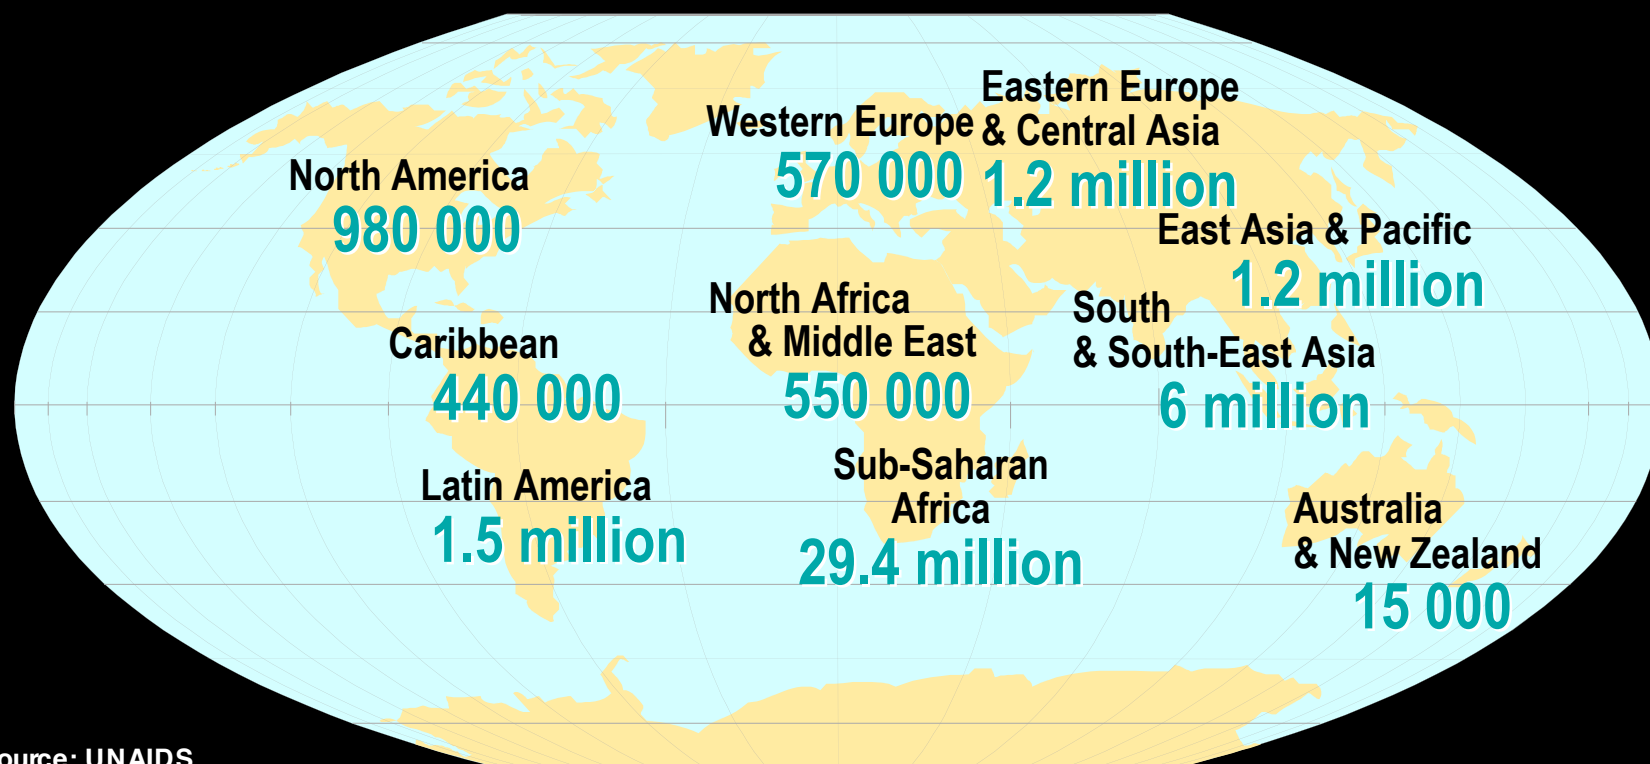 Eastern Europe
& Central Asia
1.2 million
Western Europe
570 000
North America
980 000
East Asia & Pacific
1.2 million
North Africa
& Middle East
550 000
South
& South-East Asia
6 million
Caribbean
440 000
Sub-Saharan
Africa
29.4 million
Latin America
1.5 million
Australia
& New Zealand
15 000
ource: UNAIDS